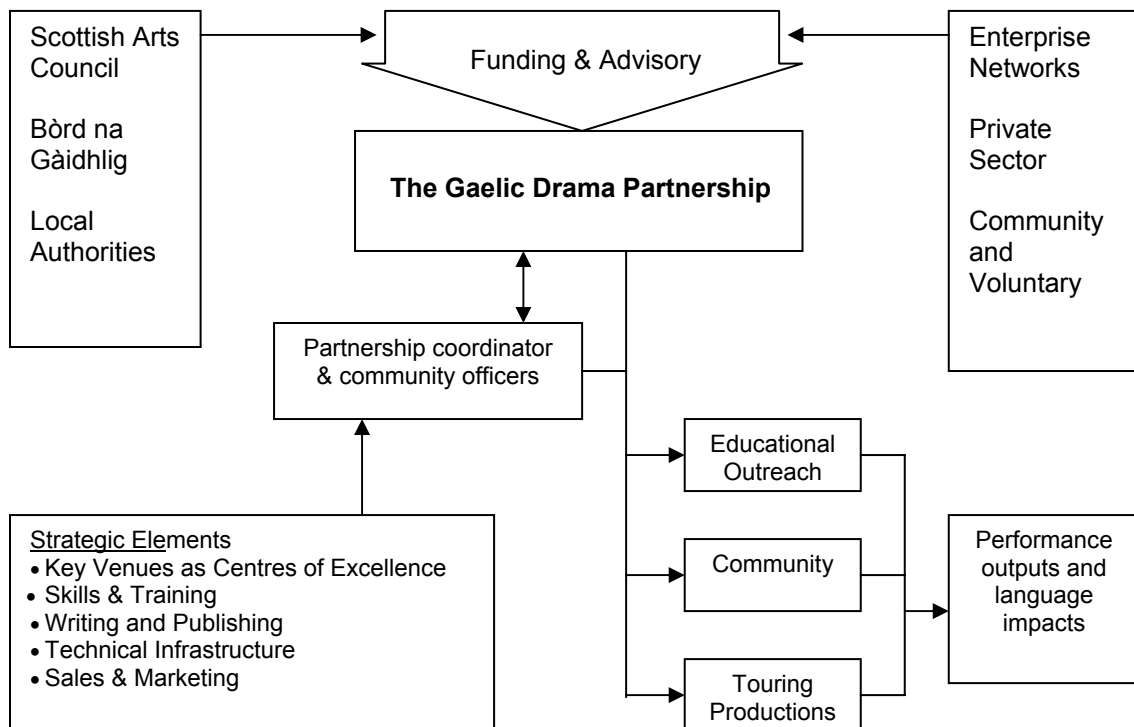 Scottish Arts
Council
Bòrd na
Gàidhlig
Local
Authorities
Funding & Advisory
Enterprise
Networks
Private
Sector
Community
and
Voluntary
The Gaelic Drama Partnership
Partnership coordinator
& community officers
Educational
Outreach
Community
Touring
Productions
Strategic Elements
• Key Venues as Centres of Excellence
• Skills & Training
• Writing and Publishing
• Technical Infrastructure
• Sales & Marketing
Performance
outputs and
language
impacts